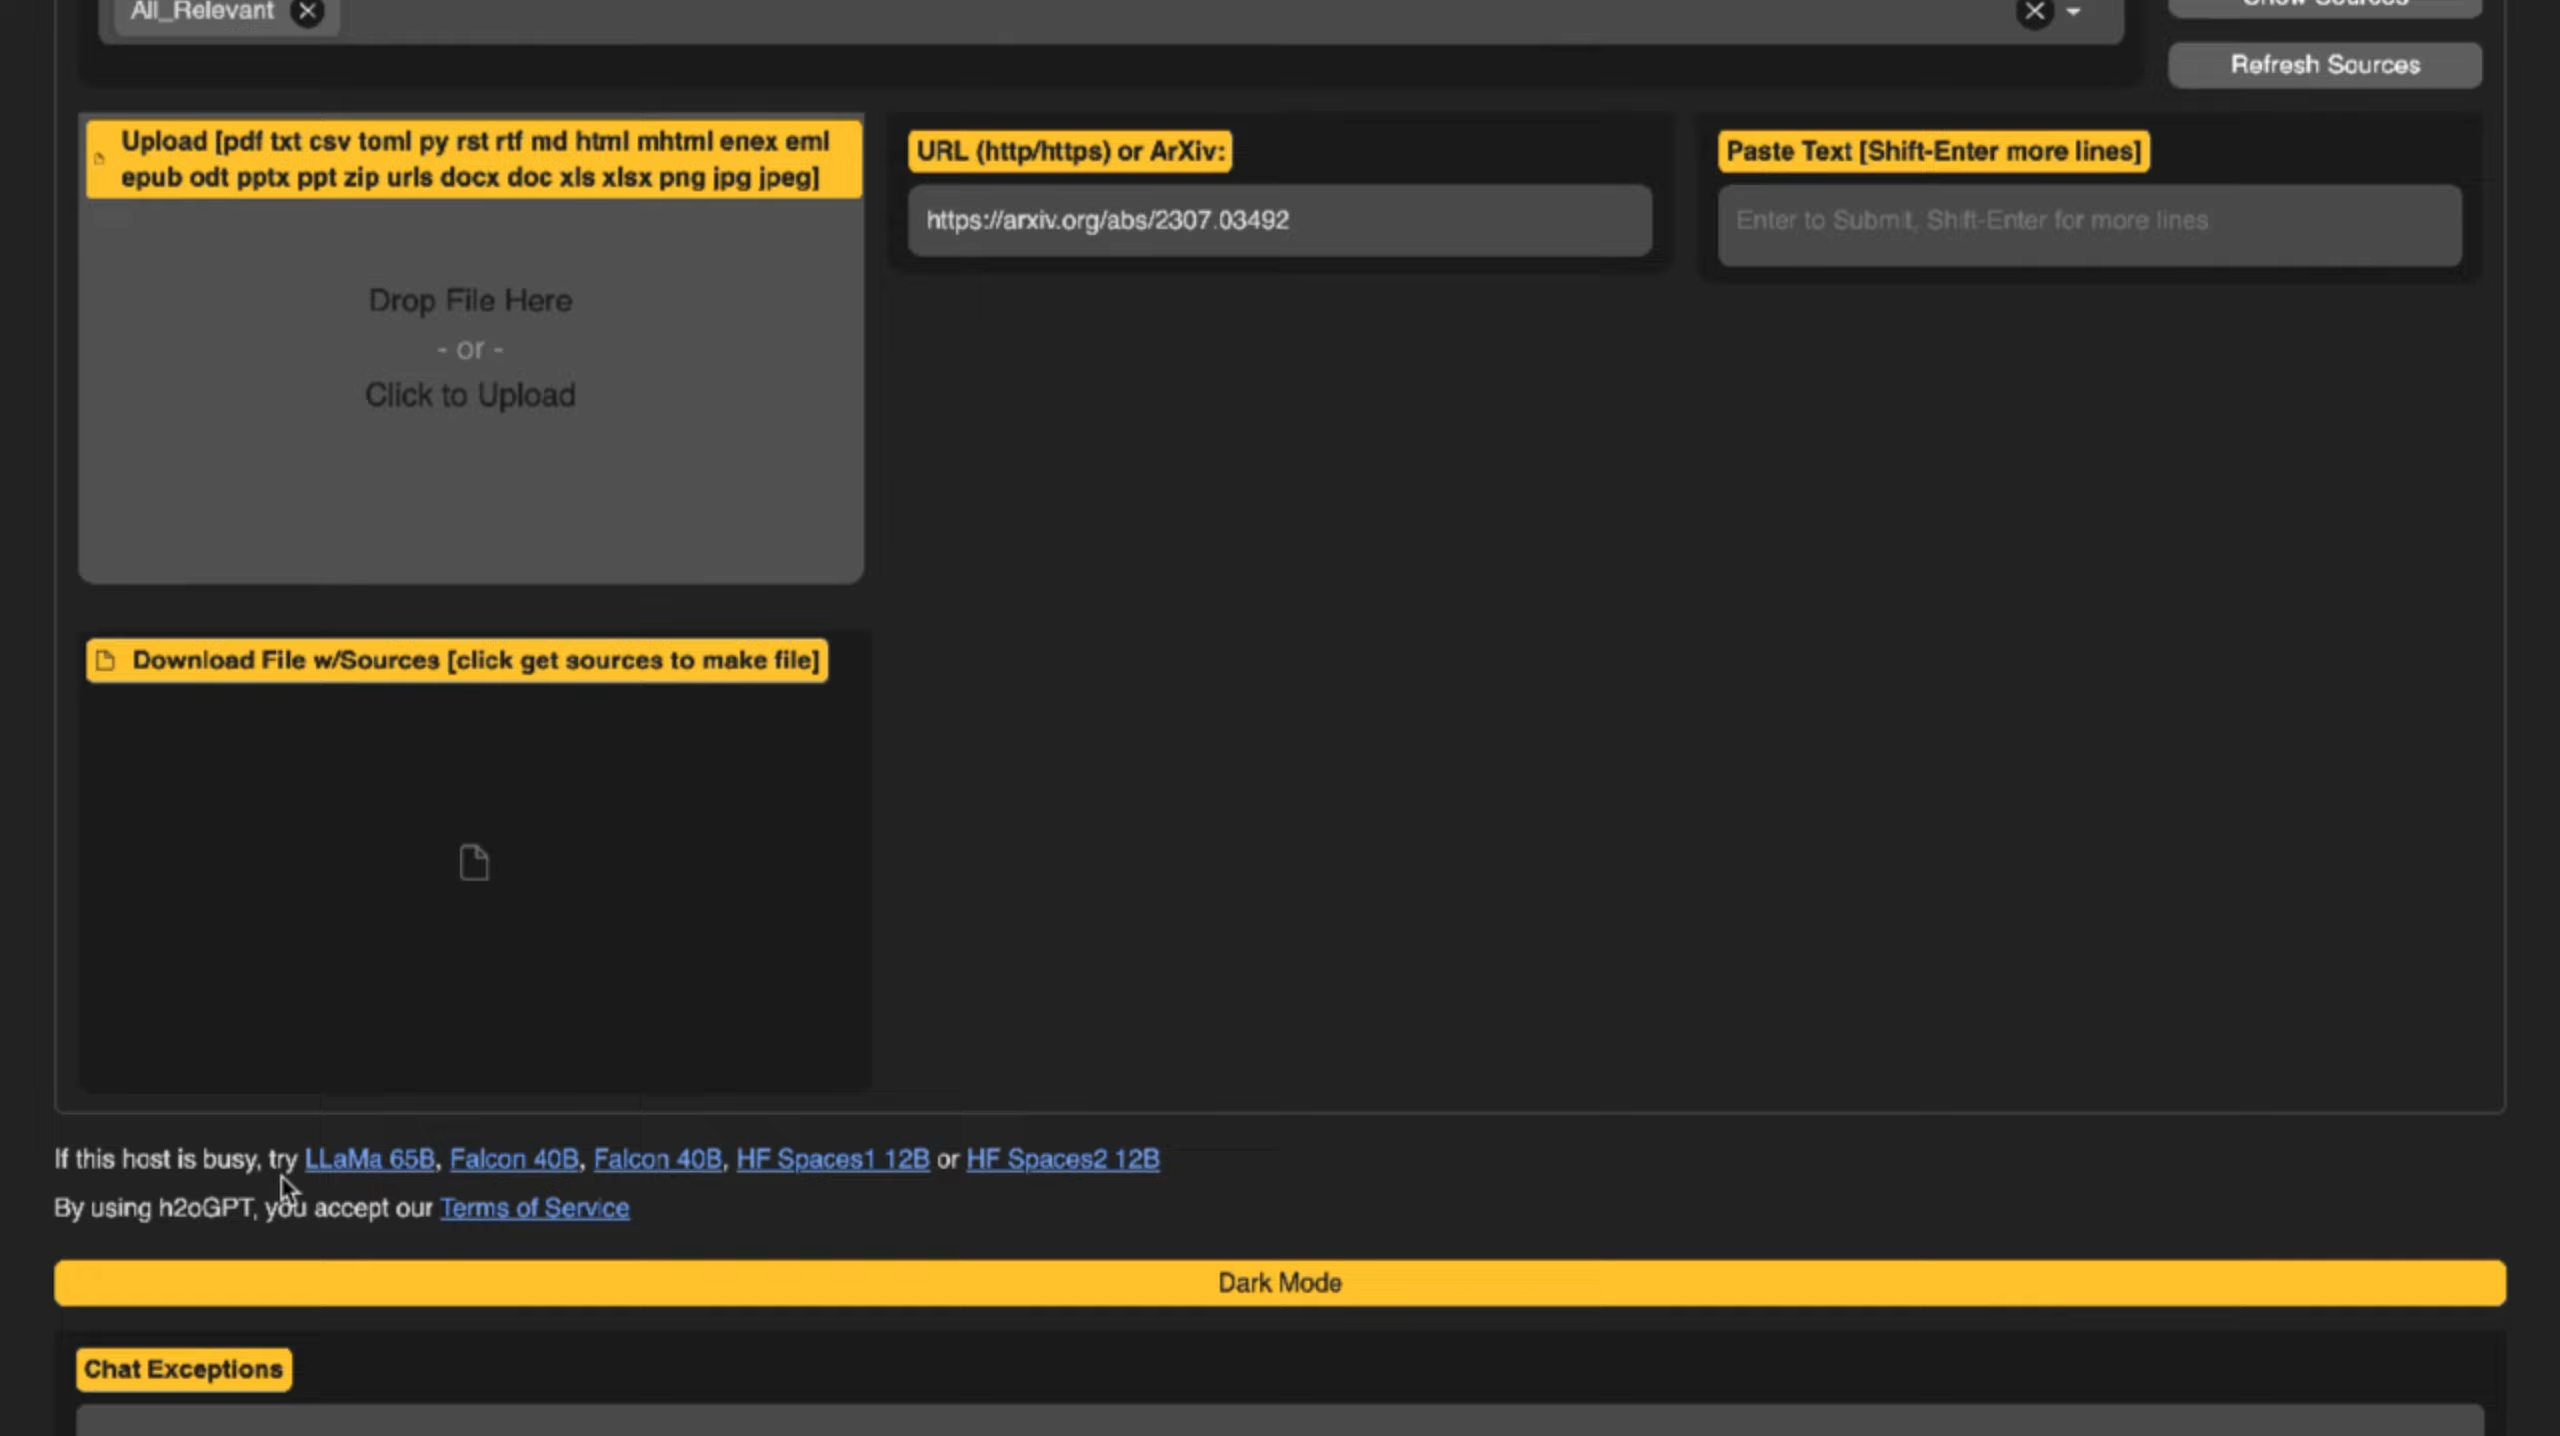 All_Relevant
Show Sources
Refresh Sources
Upload [pdf txt csv toml py rst rtf md html mhtml enex eml
epub odt pptx ppt zip urls docx doc xls xlsx png jpg jpeg]
URL (http/https) or ArXiv:
Paste Text [Shift-Enter more lines]
https://arxiv.org/abs/2307.03492
Enter to Submit, Shift-Enter for more lines
Drop File Here
- or -
Click to Upload
Download File w/Sources [click get sources to make file]
If this host is busy, try LLaMa 65B, Falcon 40B, Falcon 40B, HF Spaces1 12B or HF Spaces2 12B
By using h2oGPT, you accept our Terms of Service
Dark Mode
Chat Exceptions